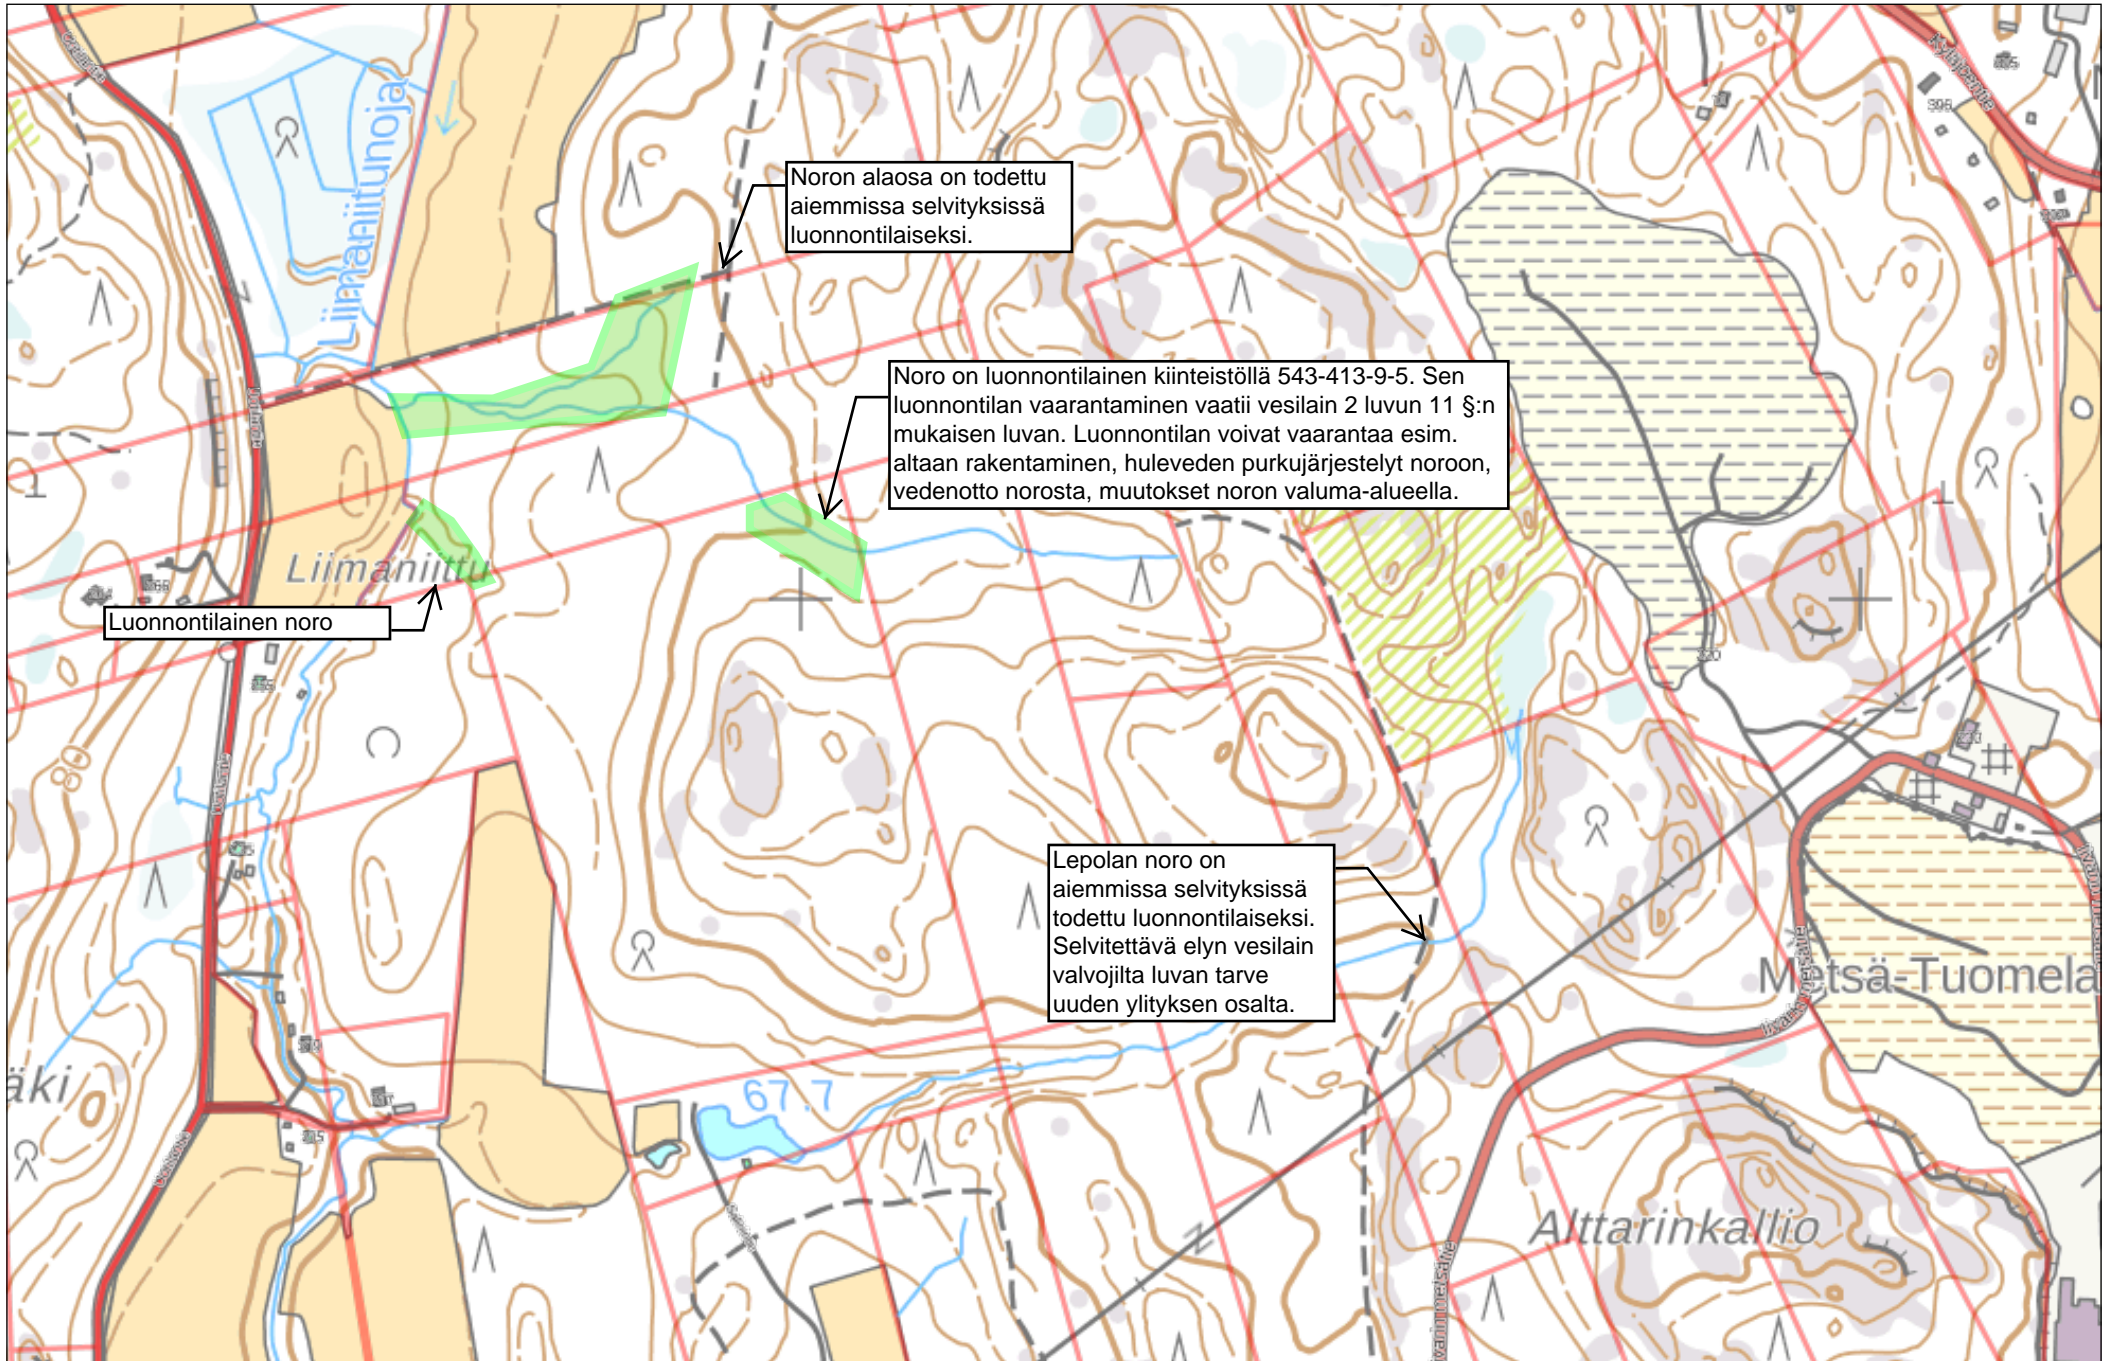 Liimaniitunoja
Noron alaosa on todettu
aiemmissa selvityksissä
luonnontilaiseksi.
Noro on luonnontilainen kiinteistöllä 543-413-9-5. Sen
luonnontilan vaarantaminen vaatii vesilain 2 luvun 11 §:n
mukaisen luvan. Luonnontilan voivat vaarantaa esim.
altaan rakentaminen, huleveden purkujärjestelyt noroon,
vedenotto norosta, muutokset noron valuma-alueella.
Liimaniittu
Luonnontilainen noro
80
320
Lepolan noro on
aiemmissa selvityksissä
todettu luonnontilaiseksi.
Selvitettävä elyn vesilain
valvojilta luvan tarve
uuden ylityksen osalta.
Metsä-Tuomela
äki
67.7
Alttarinkallio